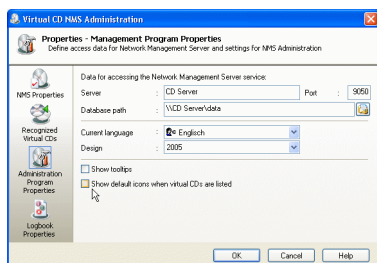 Virtual CD NMS Administration
Properties - Management Program Properties
Define access data for Network Management Server and settings for NMS Administration
NMS Properties
Recognized
Virtual CDs
Administration
Program
Properties
Logbook
Properties
Data for accessing the Network Management Server service:
Server : CD Server Port : 9050
Database path : \\CD Server\data
Current language : Englisch
Design : 2005
Show tooltips
Show default icons when virtual CDs are listed
OK Cancel Help